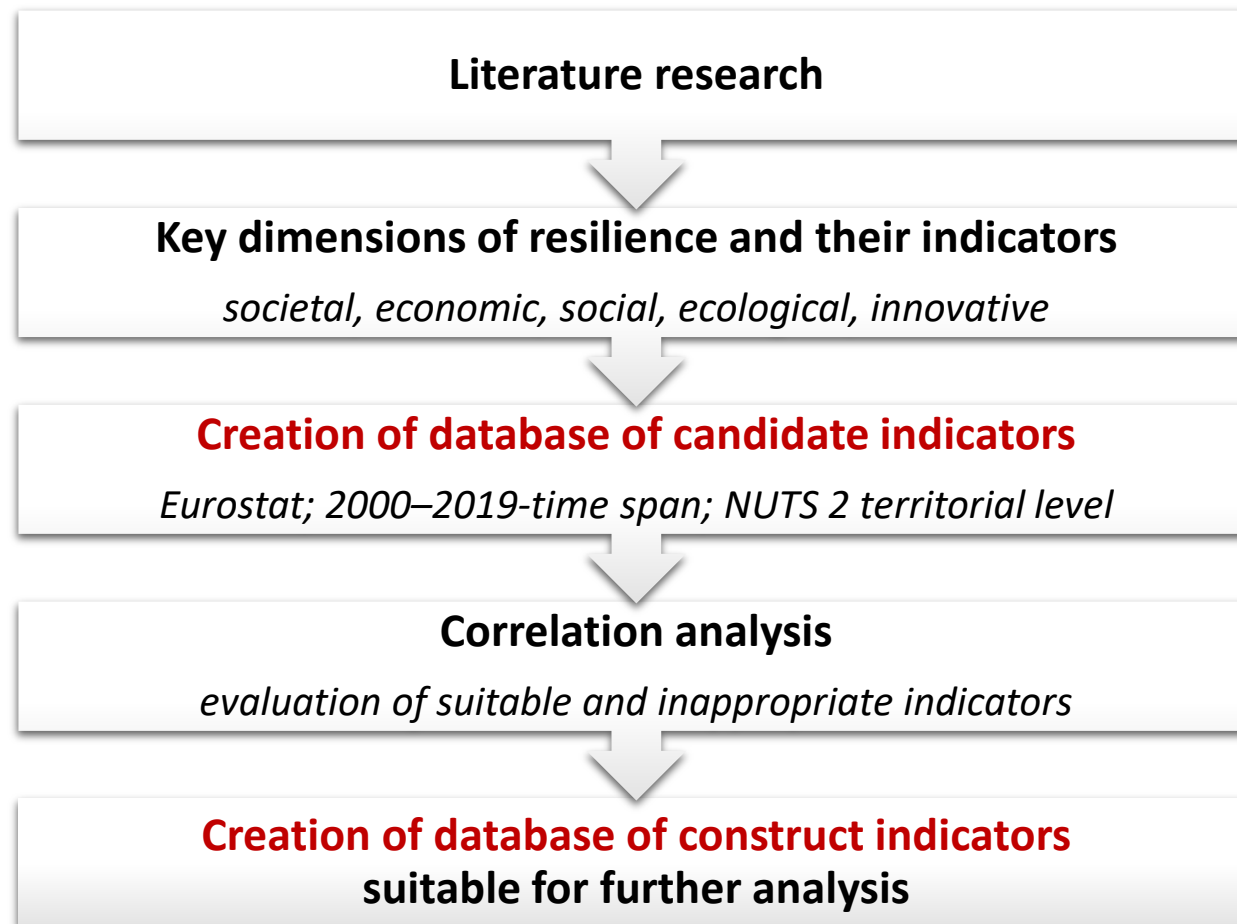 Literature research
Key dimensions of resilience and their indicators
societal, economic, social, ecological, innovative
Creation of database of candidate indicators
Eurostat; 2000–2019-time span; NUTS 2 territorial level
Correlation analysis
evaluation of suitable and inappropriate indicators
Creation of database of construct indicators
suitable for further analysis